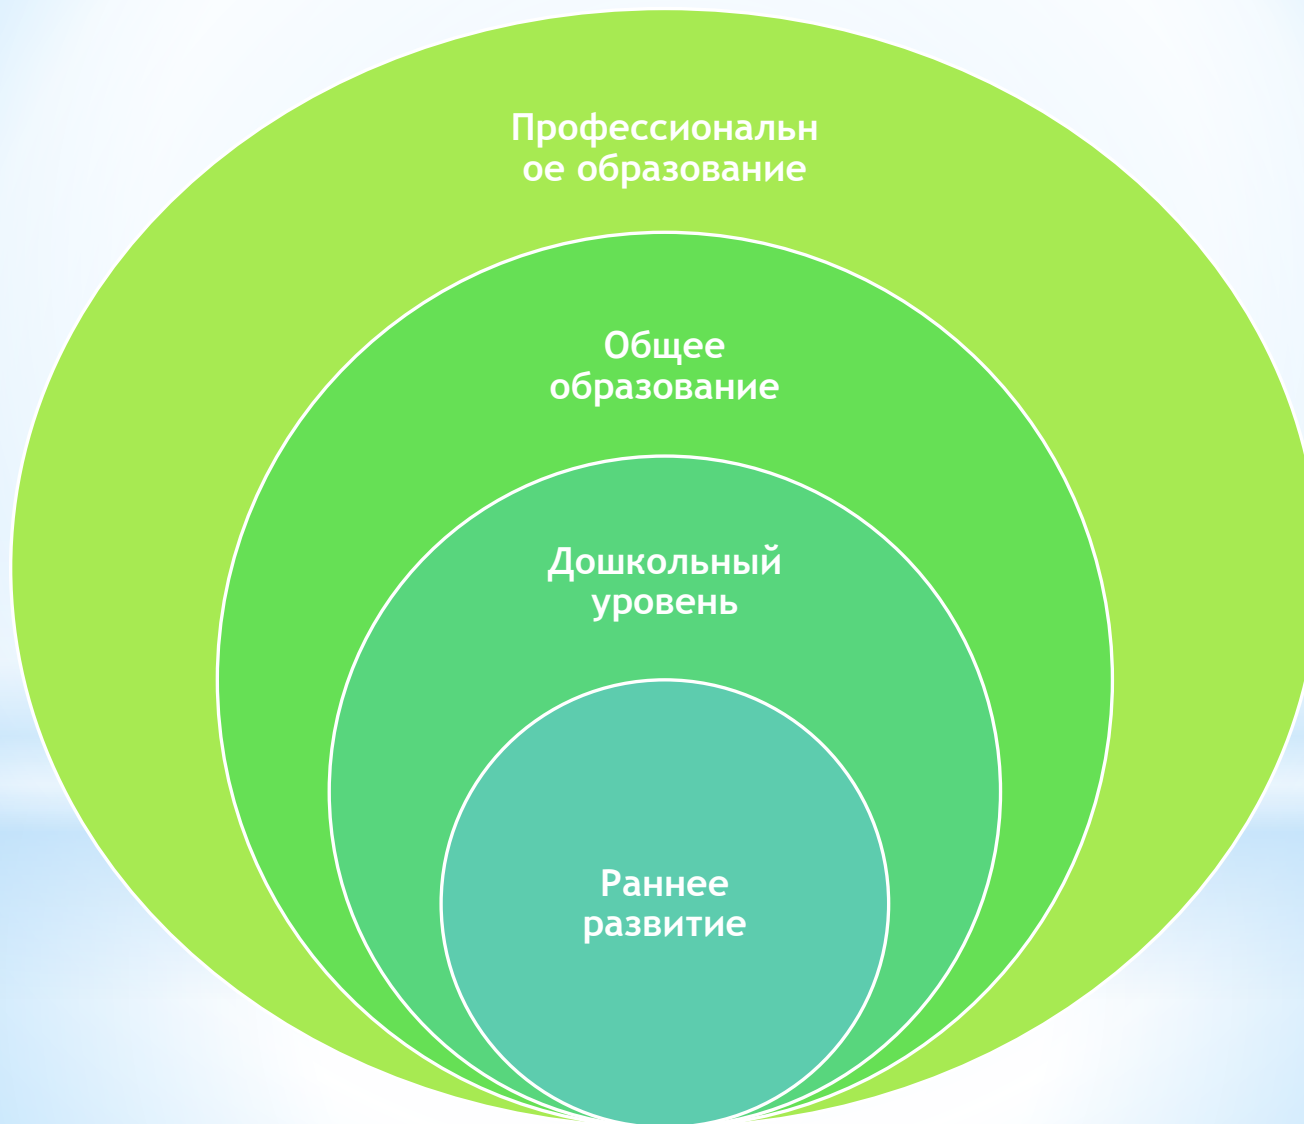 Профессиональн
ое образование
Общее
образование
Дошкольный
уровень
Раннее
развитие